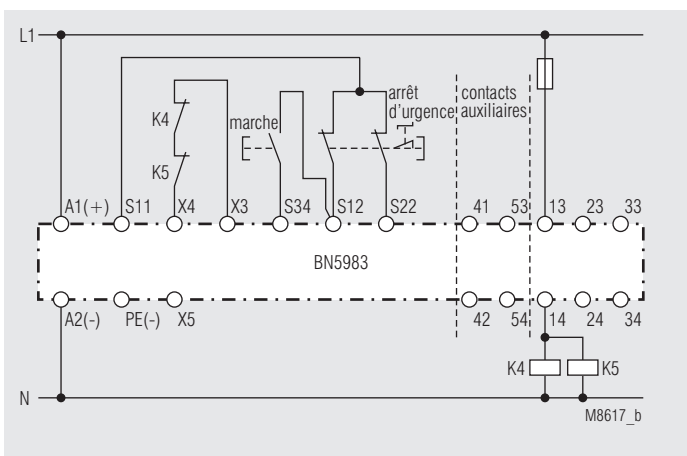 L1
arrêt
d'urgence
contacts
auxiliaires
K4
marche
K5
A1(+) S11 X4 X3 S34 S12 S22 41 53 13 23 33
BN5983
A2(-) PE(-) X5 42 54 14 24 34
K4 K5
N
M8617_b